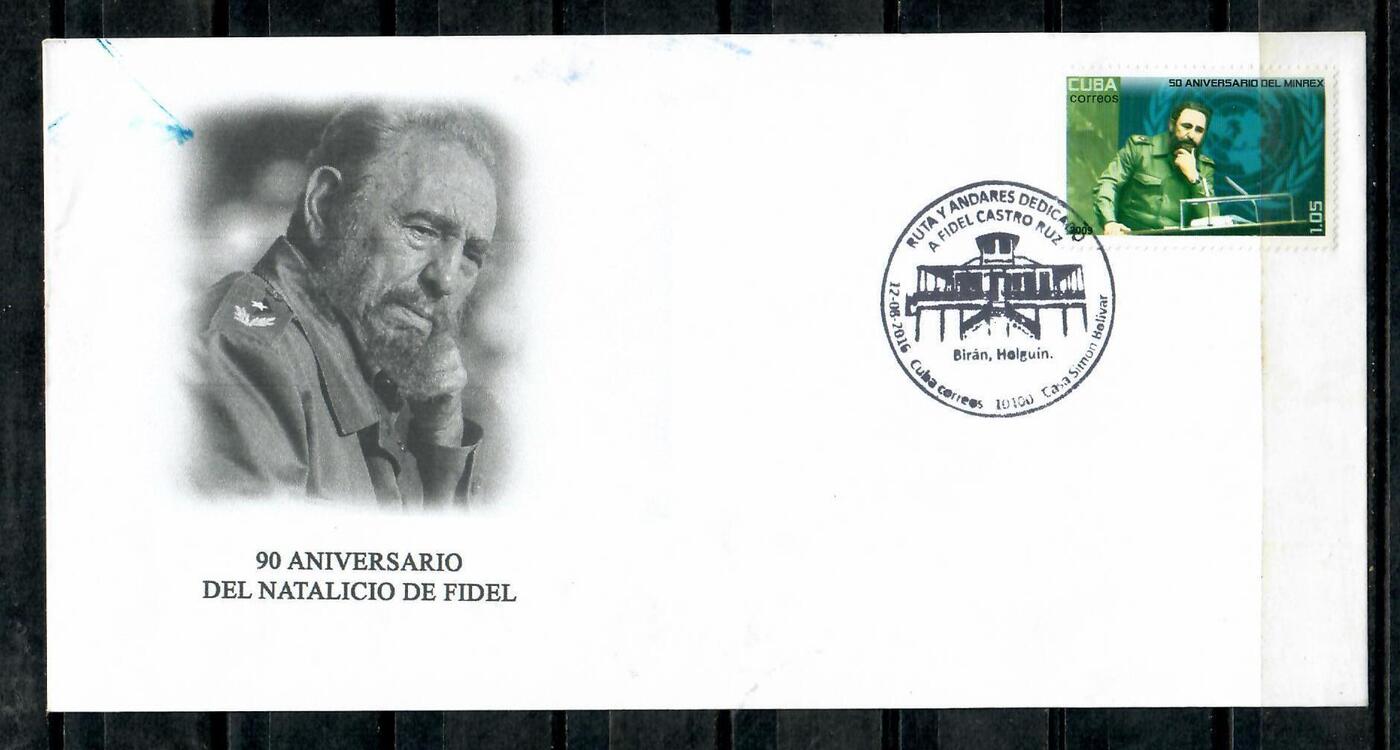 90 ANIVERSARIO
DEL NATALICIO DE FIDEL
CUBA
correos
50 ANIVERSARIO DEL MINREX
1.05
2009
RUTA Y ANDARES DEDICADO
A FIDEL CASTRO RUZ
Birán, Holguín.
12-08-2016 Cuba correos 10100 Casa Simón Bolívar